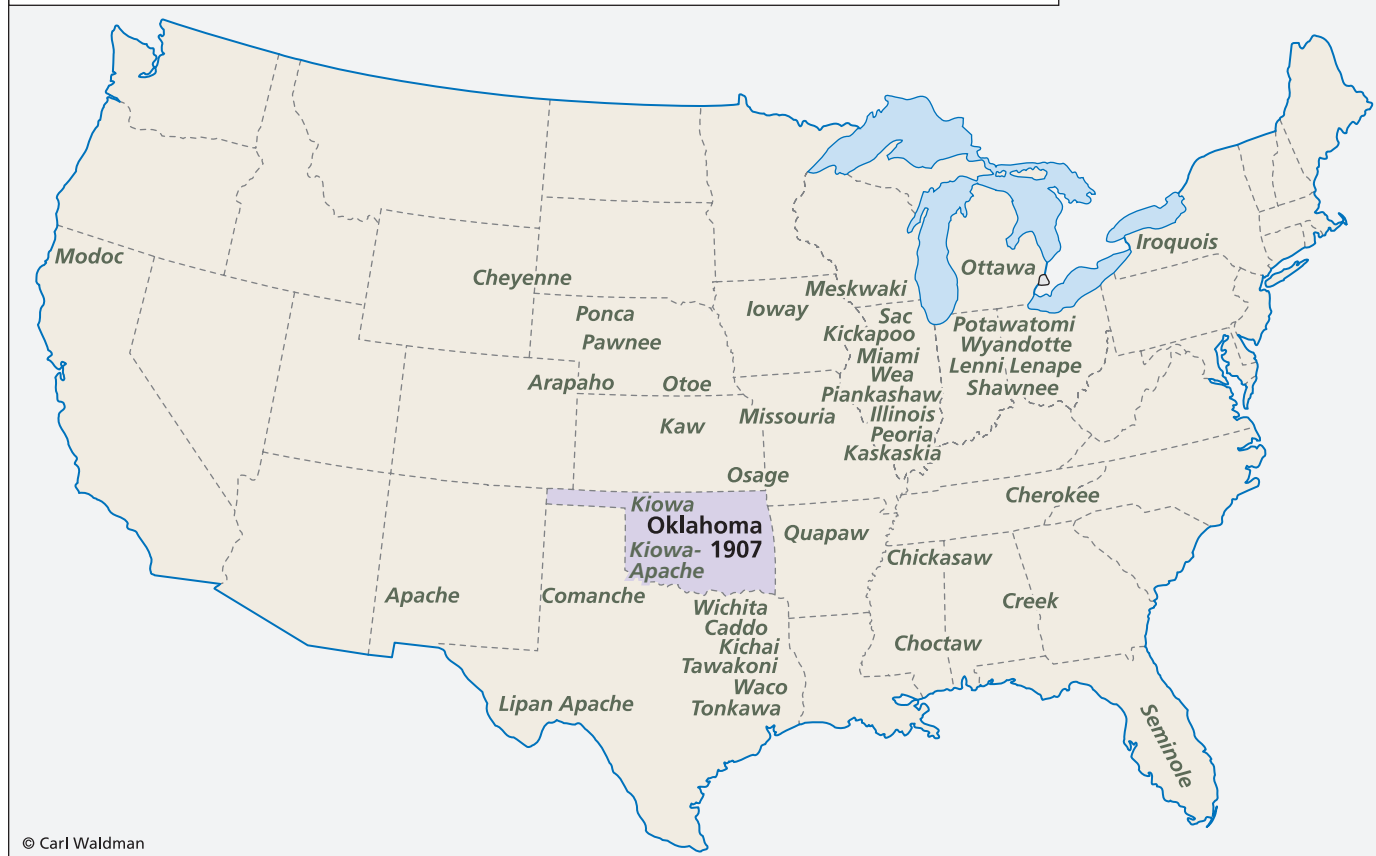 Modoc
Cheyenne
Ponca
Pawnee
Arapaho
Otoe
Kaw
Osage
Ioway
Missouria
Meskwaki
Sac
Kickapoo
Miami
Wea
Piankashaw
Illinois
Peoria
Kaskaskia
Ottawa
Potawatomi
Wyandotte
Lenni Lenape
Shawnee
Iroquois
Kiowa
Oklahoma
1907
Kiowa-
Apache
Quapaw
Cherokee
Chickasaw
Creek
Choctaw
Seminole
Apache
Comanche
Wichita
Caddo
Kichai
Tawakoni
Waco
Tonkawa
Lipan Apache
© Carl Waldman